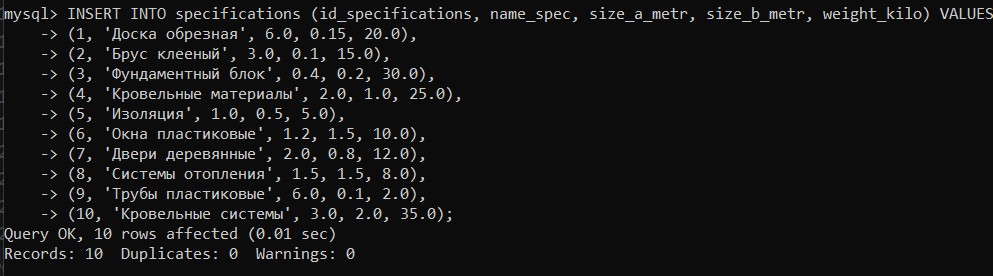 mysql> INSERT INTO specifications (id_specifications, name_spec, size_a_metr, size_b_metr, weight_kilo) VALUES
-> (1, 'Доска обрезная', 6.0, 0.15, 20.0),
-> (2, 'Брус клееный', 3.0, 0.1, 15.0),
-> (3, 'Фундаментный блок', 0.4, 0.2, 30.0),
-> (4, 'Кровельные материалы', 2.0, 1.0, 25.0),
-> (5, 'Изоляция', 1.0, 0.5, 5.0),
-> (6, 'Окна пластиковые', 1.2, 1.5, 10.0),
-> (7, 'Двери деревянные', 2.0, 0.8, 12.0),
-> (8, 'Системы отопления', 1.5, 1.5, 8.0),
-> (9, 'Трубы пластиковые', 6.0, 0.1, 2.0),
-> (10, 'Кровельные системы', 3.0, 2.0, 35.0);
Query OK, 10 rows affected (0.01 sec)
Records: 10  Duplicates: 0  Warnings: 0